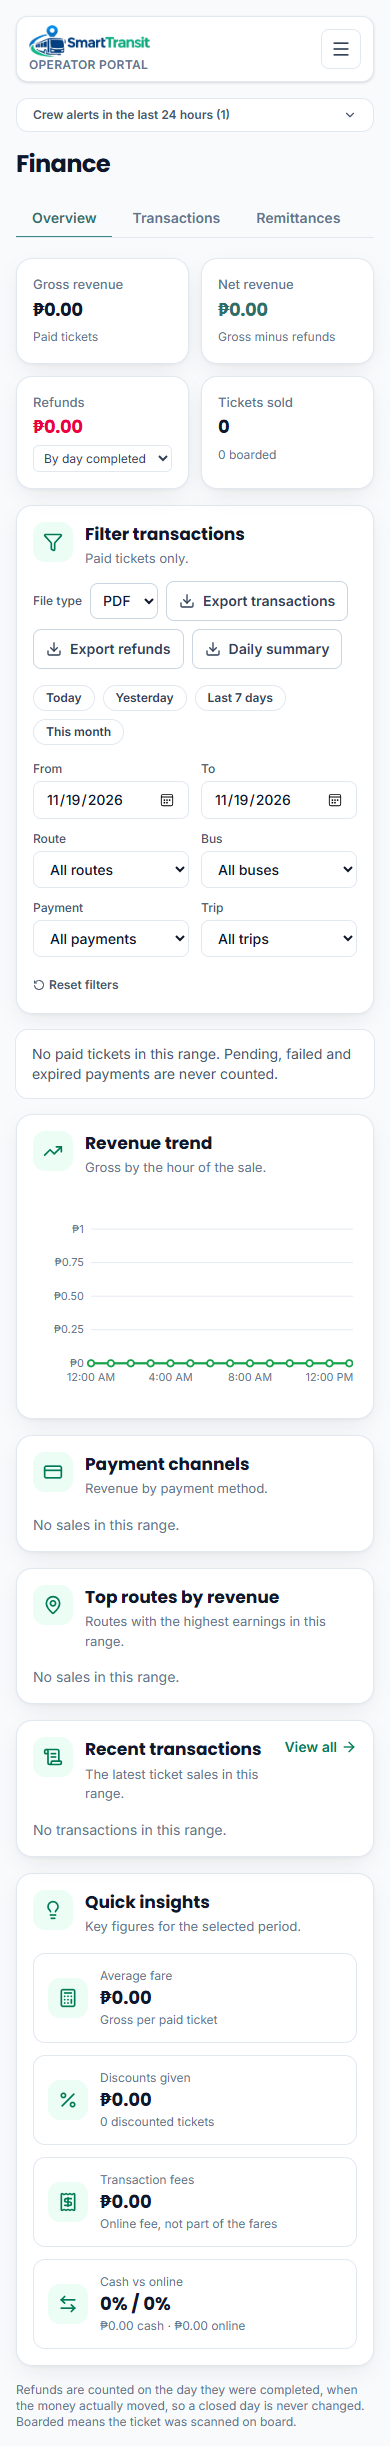 SmartTransit
OPERATOR PORTAL
Crew alerts in the last 24 hours (1)
Finance
Overview
Transactions
Remittances
Gross revenue
₱0.00
Paid tickets
Net revenue
₱0.00
Gross minus refunds
Refunds
₱0.00
By day completed
Tickets sold
0
0 boarded
Filter transactions
Paid tickets only.
File type
PDF
Export transactions
Export refunds
Daily summary
Today
Yesterday
Last 7 days
This month
From
To
11/19/2026
11/19/2026
Route
Bus
All routes
All buses
Payment
Trip
All payments
All trips
Reset filters
No paid tickets in this range. Pending, failed and
expired payments are never counted.
Revenue trend
Gross by the hour of the sale.
₱1
₱0.75
₱0.50
₱0.25
₱0
12:00 AM
4:00 AM
8:00 AM
12:00 PM
Payment channels
Revenue by payment method.
No sales in this range.
Top routes by revenue
Routes with the highest earnings in this
range.
No sales in this range.
Recent transactions
View all →
The latest ticket sales in this
range.
No transactions in this range.
Quick insights
Key figures for the selected period.
Average fare
₱0.00
Gross per paid ticket
Discounts given
₱0.00
0 discounted tickets
Transaction fees
₱0.00
Online fee, not part of the fares
Cash vs online
0% / 0%
₱0.00 cash · ₱0.00 online
Refunds are counted on the day they were completed, when
the money actually moved, so a closed day is never changed.
Boarded means the ticket was scanned on board.